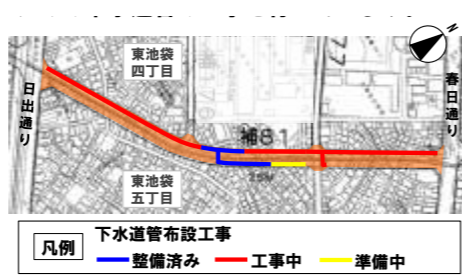 N
東池袋
四丁目
日出通り
春日通り
補81
東池袋
五丁目
凡例
下水道管布設工事
整備済み
工事中
準備中